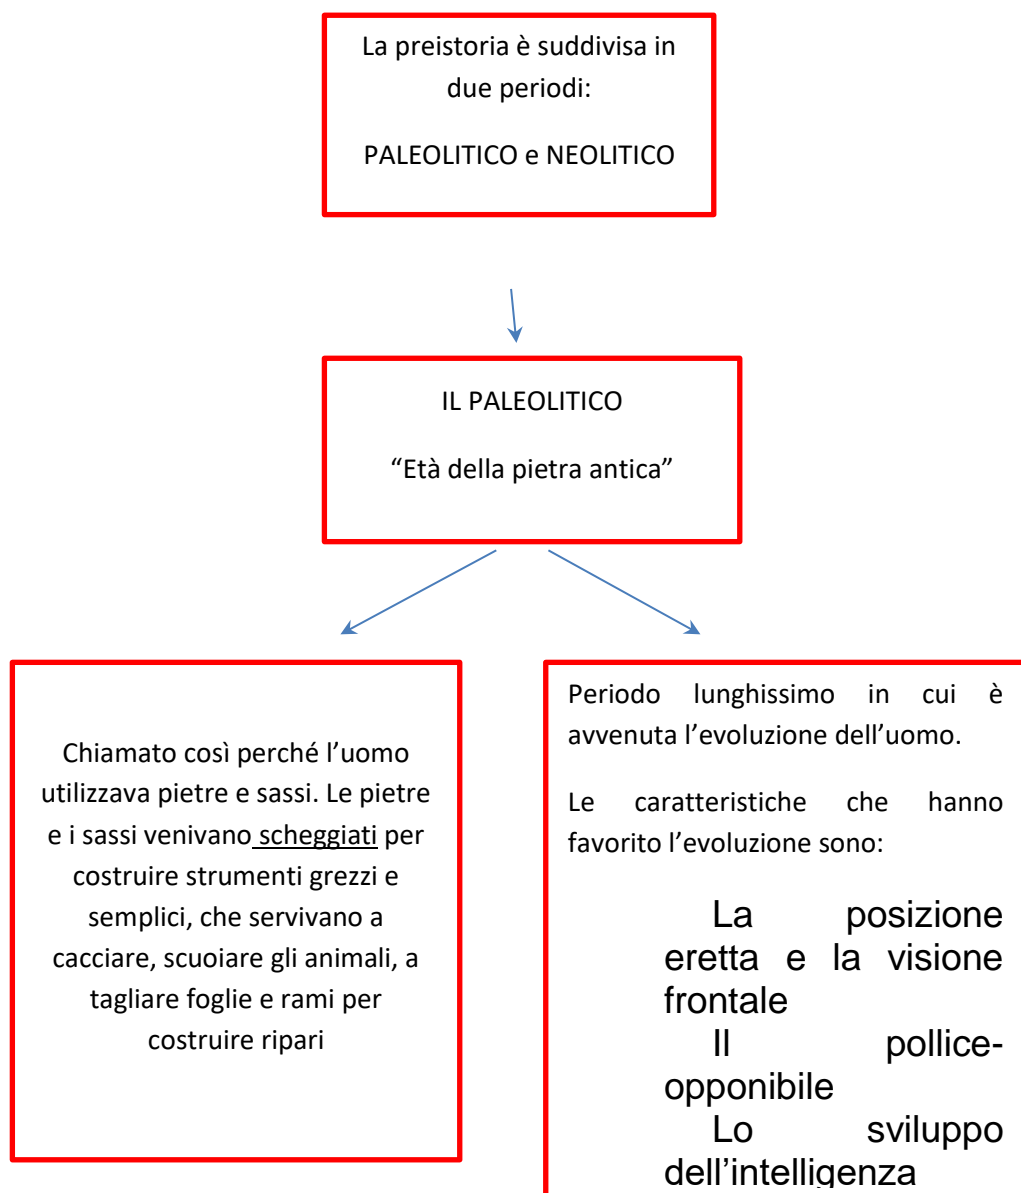 La preistoria è suddivisa in
due periodi:
PALEOLITICO e NEOLITICO
IL PALEOLITICO
“Età della pietra antica”
Chiamato così perché l’uomo
utilizzava pietre e sassi. Le pietre
e i sassi venivano scheggiati per
costruire strumenti grezzi e
semplici, che servivano a
cacciare, scuoiare gli animali, a
tagliare foglie e rami per
costruire ripari
Periodo lunghissimo in cui è
avvenuta l’evoluzione dell’uomo.
Le caratteristiche che hanno
favorito l’evoluzione sono:
La posizione
eretta e la visione
frontale
Il pollice-
opponibile
Lo sviluppo
dell’intelligenza